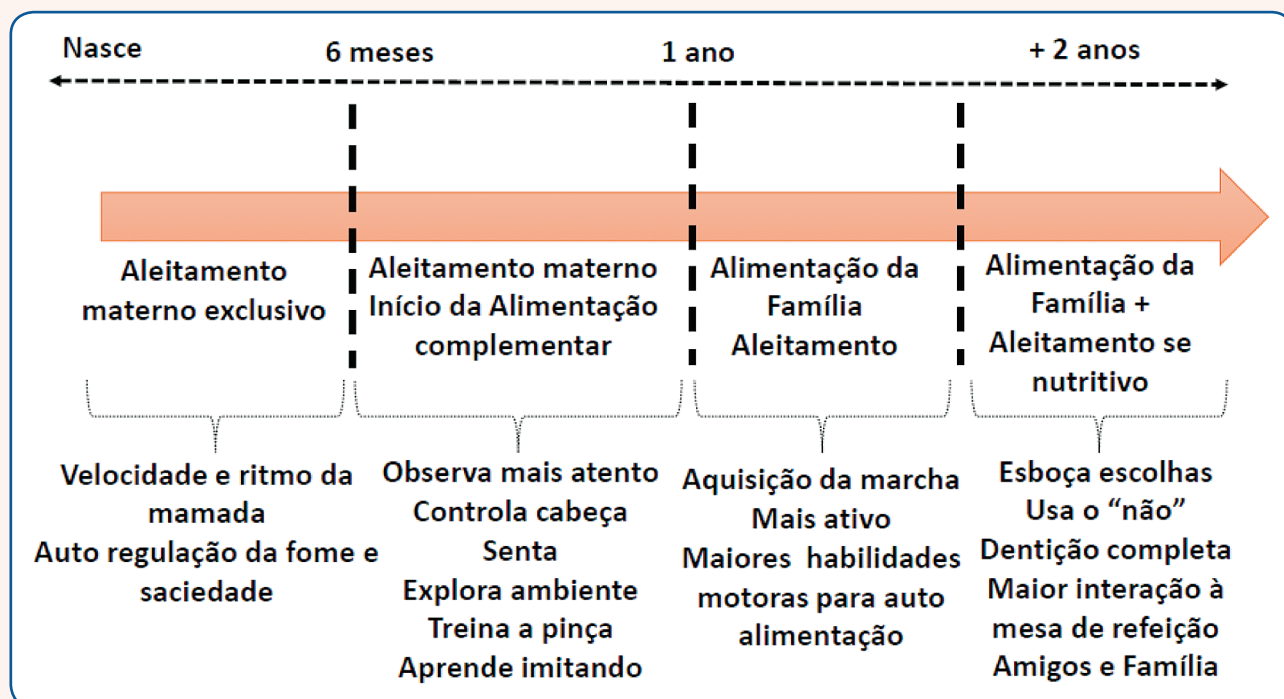 Nasce
6 meses
1 ano
+ 2 anos
Aleitamento
materno exclusivo
Aleitamento materno
Início da Alimentação
complementar
Alimentação da
Família
Aleitamento
Alimentação da
Família +
Aleitamento se
nutritivo
Velocidade e ritmo da
mamada
Auto regulação da fome e
saciedade
Observa mais atento
Controla cabeça
Senta
Explora ambiente
Treina a pinça
Aprende imitando
Aquisição da marcha
Mais ativo
Maiores habilidades
motoras para auto
alimentação
Esboça escolhas
Usa o “não”
Dentição completa
Maior interação à
mesa de refeição
Amigos e Família